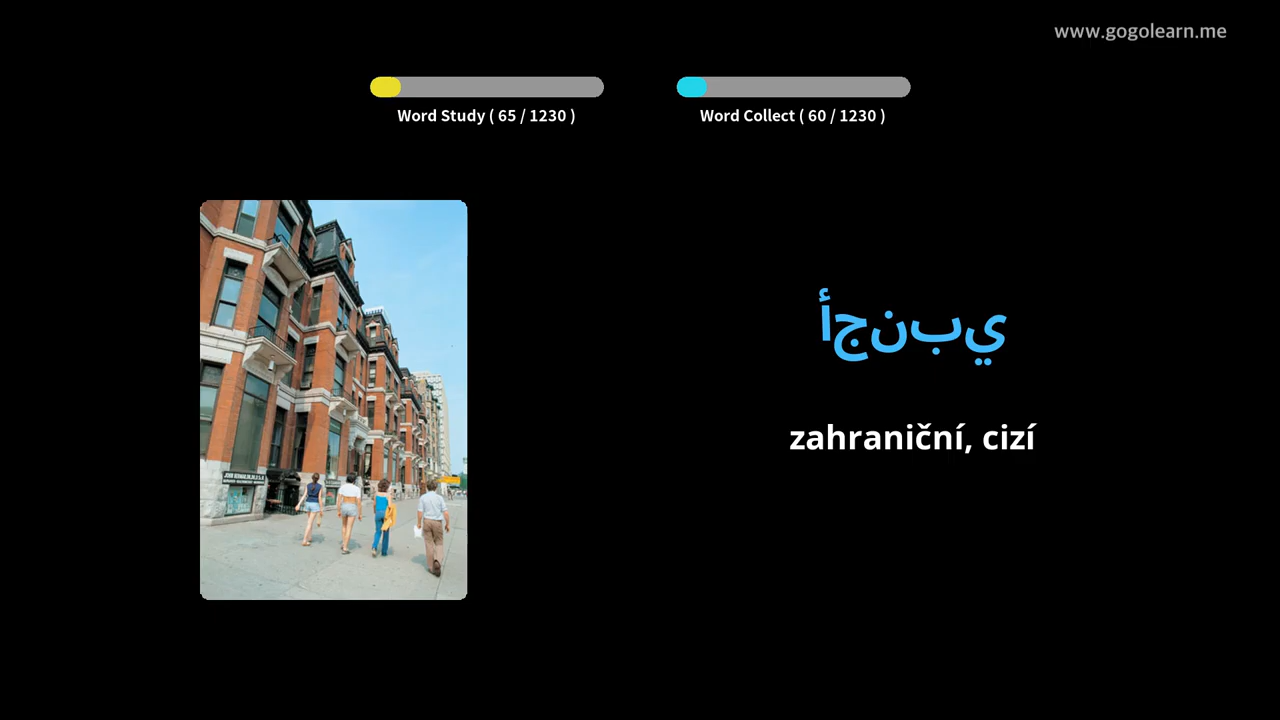 www.gogolearn.me
Word Study ( 65 / 1230 )
Word Collect ( 60 / 1230 )
أجنبي
zahraniční, cizí